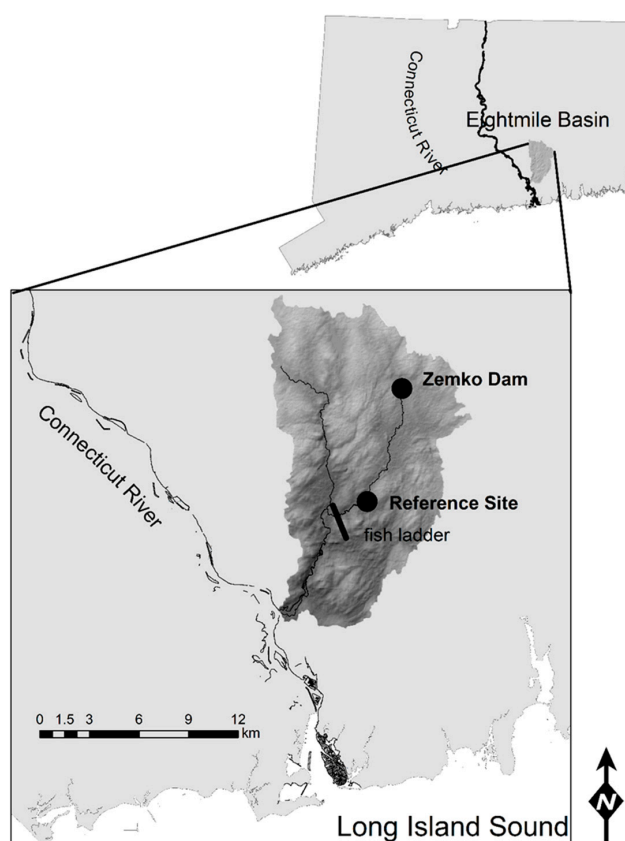 Connecticut River
Eightmile Basin
Zemko Dam
Connecticut River
Reference Site
fish ladder
0 1.5 3 6 9 12
km
N
Long Island Sound